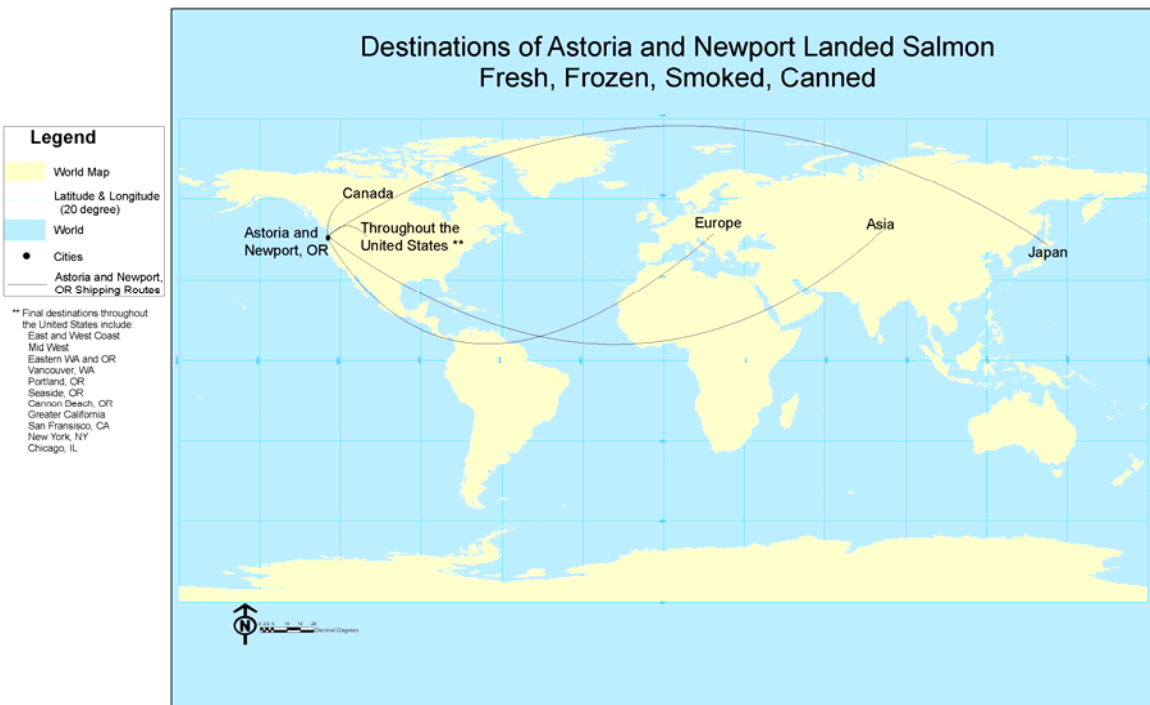 Destinations of Astoria and Newport Landed Salmon
Fresh, Frozen, Smoked, Canned
Legend
World Map
Latitude & Longitude
(20 degree)
World
Cities
Astoria and Newport,
OR Shipping Routes
** Final destinations throughout
the United States include:
East and West Coast
Mid West
Eastern WA and OR
Vancouver, WA
Portland, OR
Seaside, OR
Cannon Beach, OR
Greater California
San Fransisco, CA
New York, NY
Chicago, IL
Canada
Astoria and
Newport, OR
Throughout the
United States **
Europe
Asia
Japan
N
Decimal Degrees